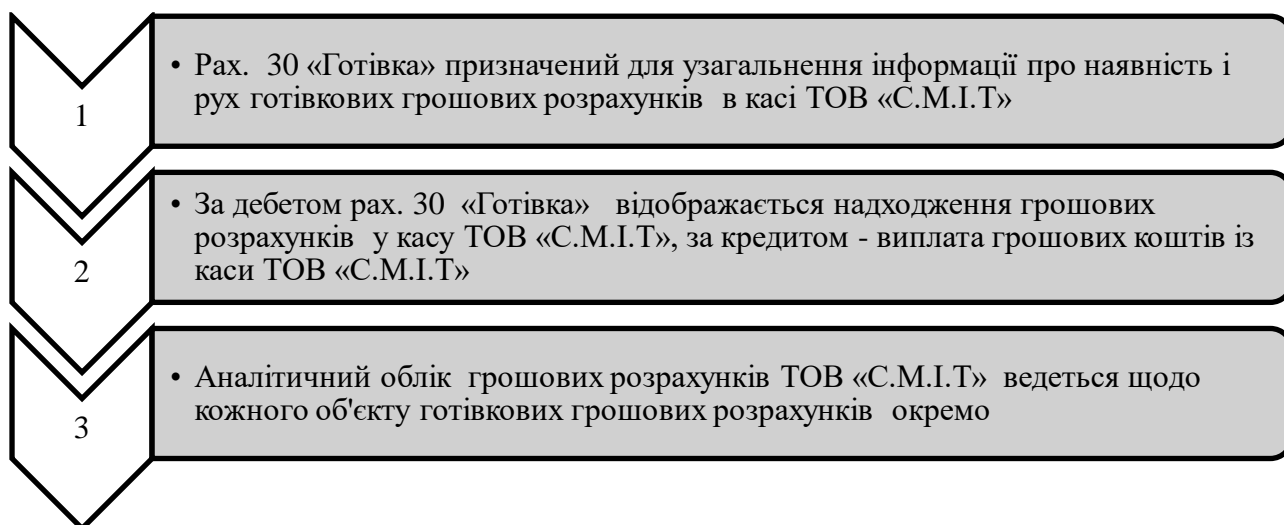 1
• Рах. 30 «Готівка» призначений для узагальнення інформації про наявність і
рух готівкових грошових розрахунків в касі ТОВ «С.М.І.Т»
2
• За дебетом рах. 30 «Готівка» відображається надходження грошових
розрахунків у касу ТОВ «С.М.І.Т», за кредитом - виплата грошових коштів із
каси ТОВ «С.М.І.Т»
3
• Аналітичний облік грошових розрахунків ТОВ «С.М.І.Т» ведеться щодо
кожного об'єкту готівкових грошових розрахунків окремо